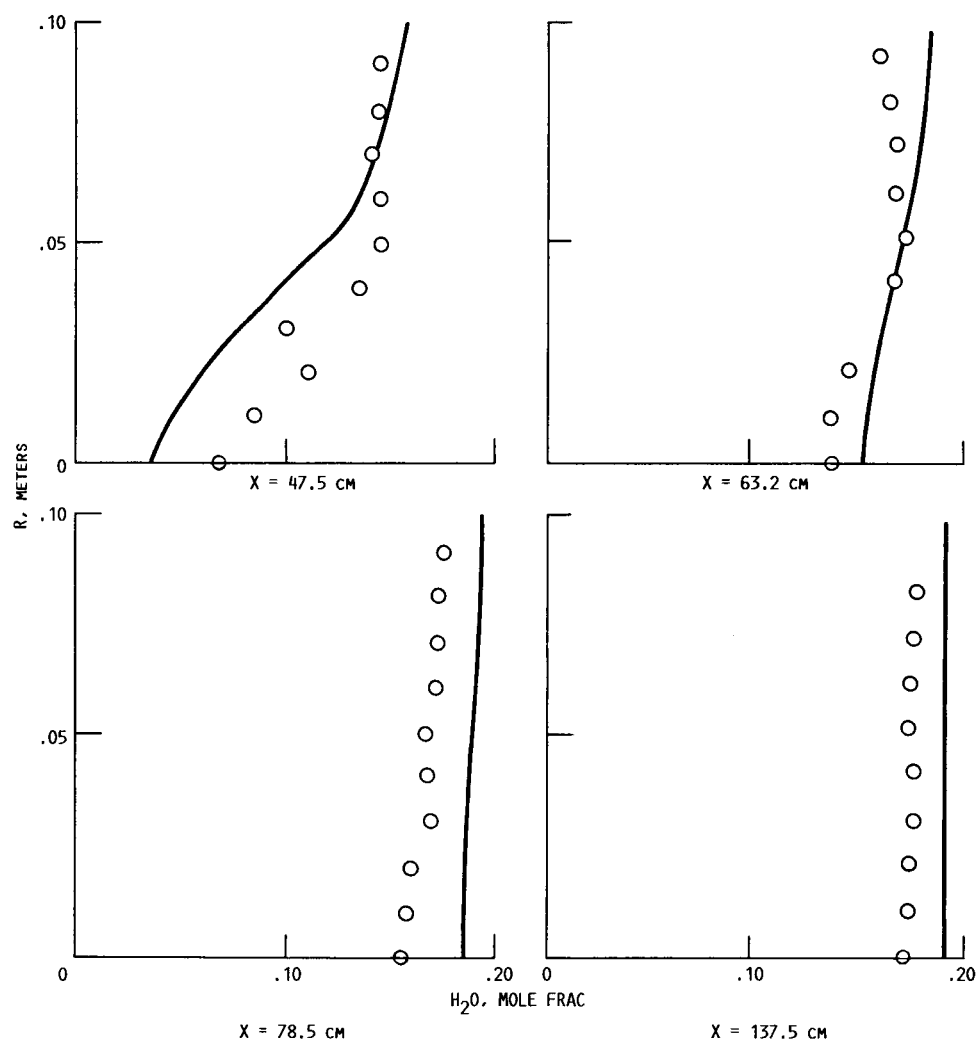 .10
.05
0
X = 47.5 CM
X = 63.2 CM
R, METERS
.10
.05
0
.10
.20
0
.10
.20
H2O, MOLE FRAC
X = 78.5 CM
X = 137.5 CM